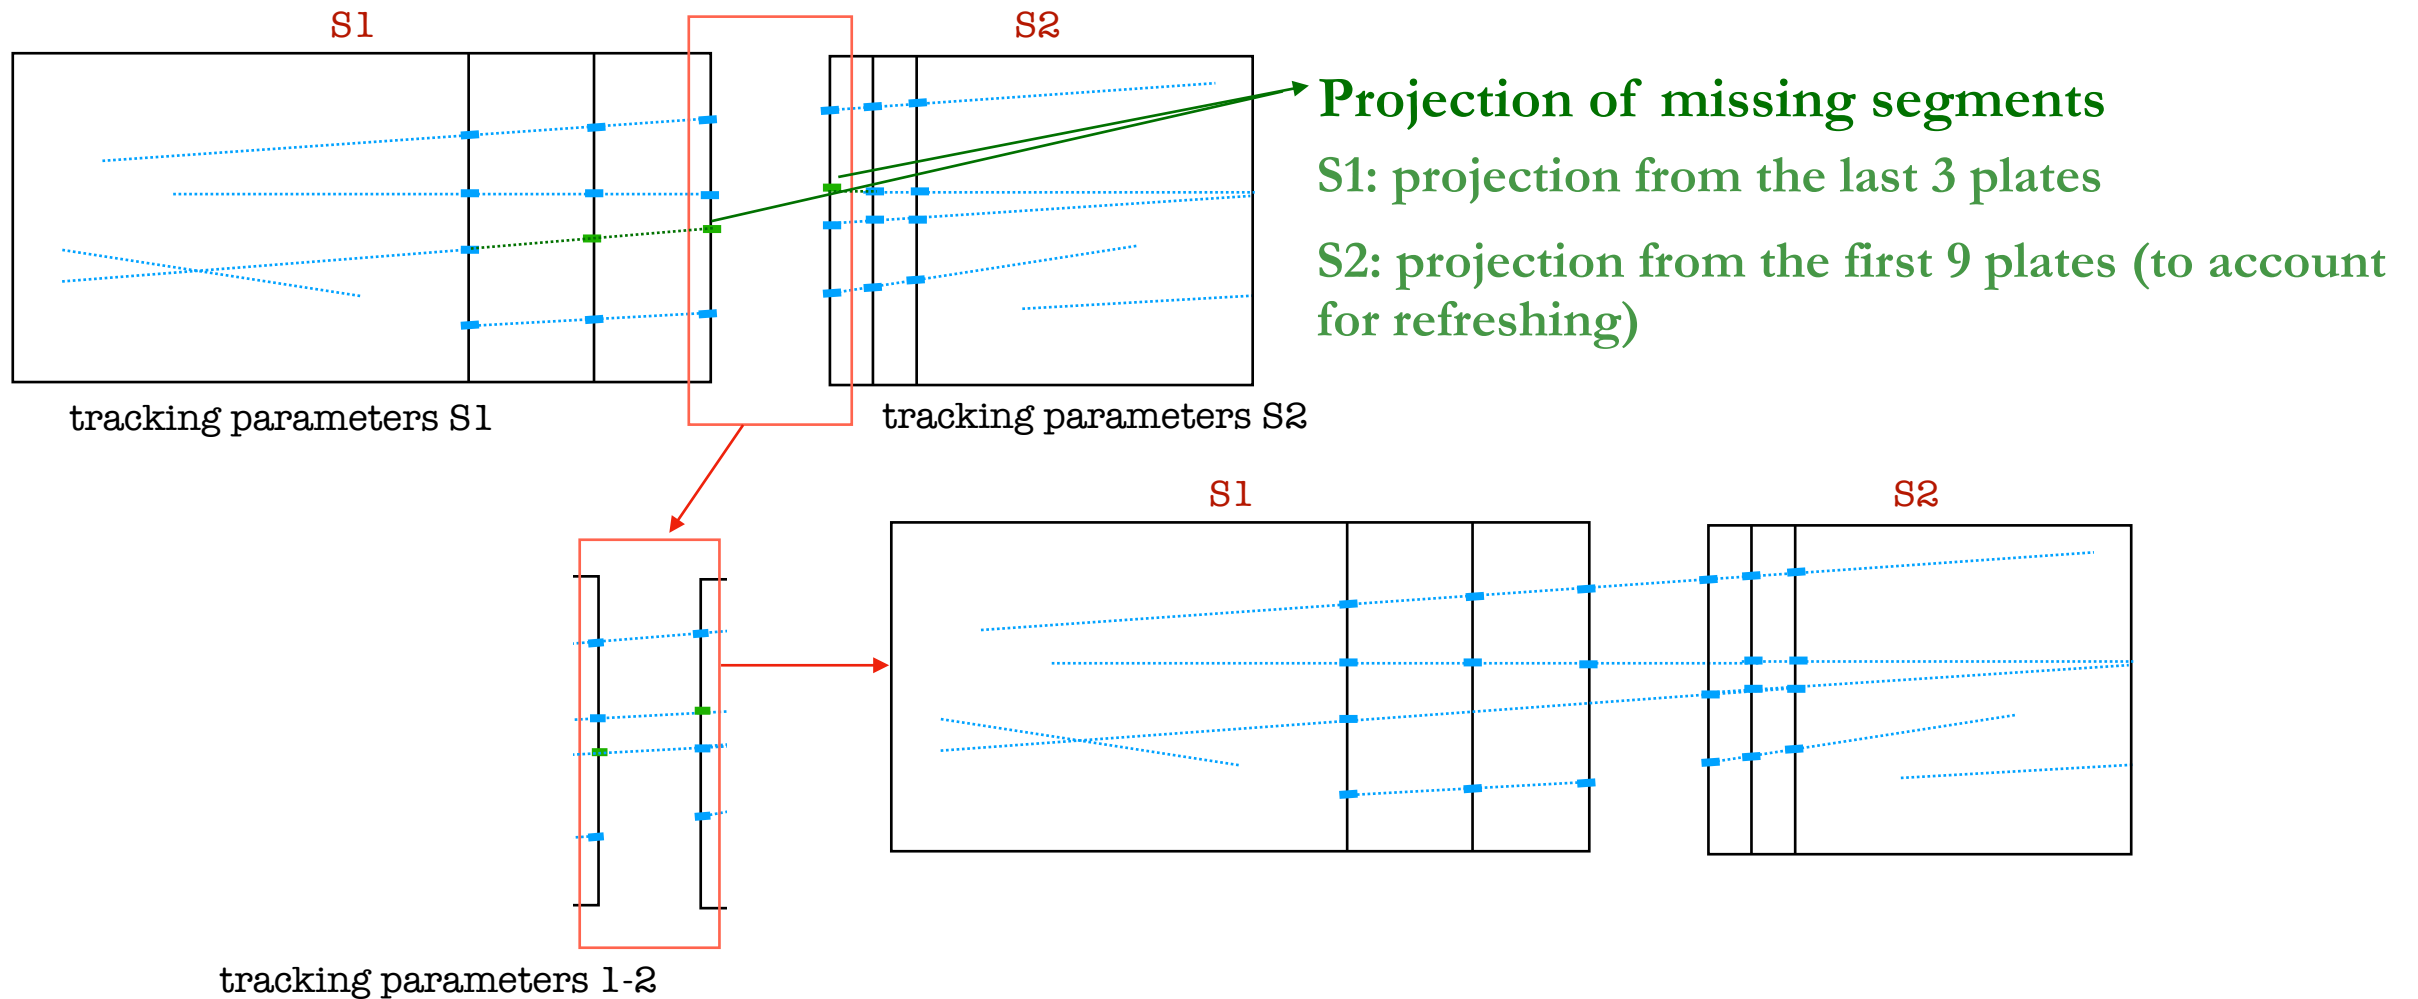 S1
S2
Projection of missing segments
S1: projection from the last 3 plates
S2: projection from the first 9 plates (to account
for refreshing)
tracking parameters S1
tracking parameters S2
S1
S2
tracking parameters 1-2